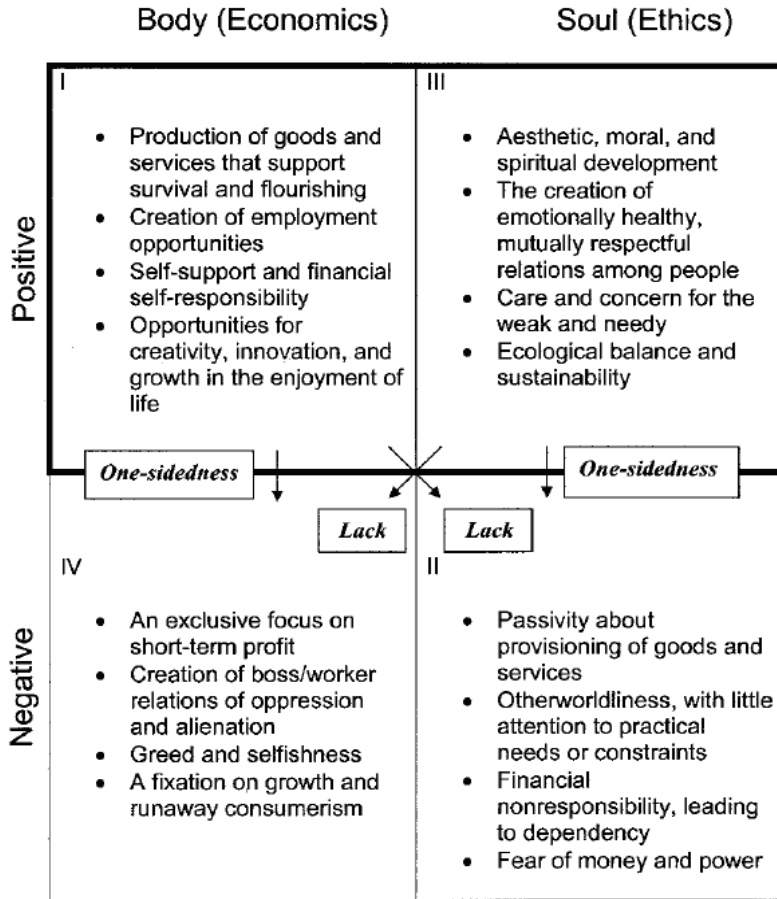 Body (Economics)
Soul (Ethics)
Positive
I
• Production of goods and
services that support
survival and flourishing
• Creation of employment
opportunities
• Self-support and financial
self-responsibility
• Opportunities for
creativity, innovation, and
growth in the enjoyment of
life
III
• Aesthetic, moral, and
spiritual development
• The creation of
emotionally healthy,
mutually respectful
relations among people
• Care and concern for the
weak and needy
• Ecological balance and
sustainability
One-sidedness
One-sidedness
Lack
Lack
Negative
IV
• An exclusive focus on
short-term profit
• Creation of boss/worker
relations of oppression
and alienation
• Greed and selfishness
• A fixation on growth and
runaway consumerism
II
• Passivity about
provisioning of goods and
services
• Otherworldliness, with little
attention to practical
needs or constraints
• Financial
nonresponsibility, leading
to dependency
• Fear of money and power